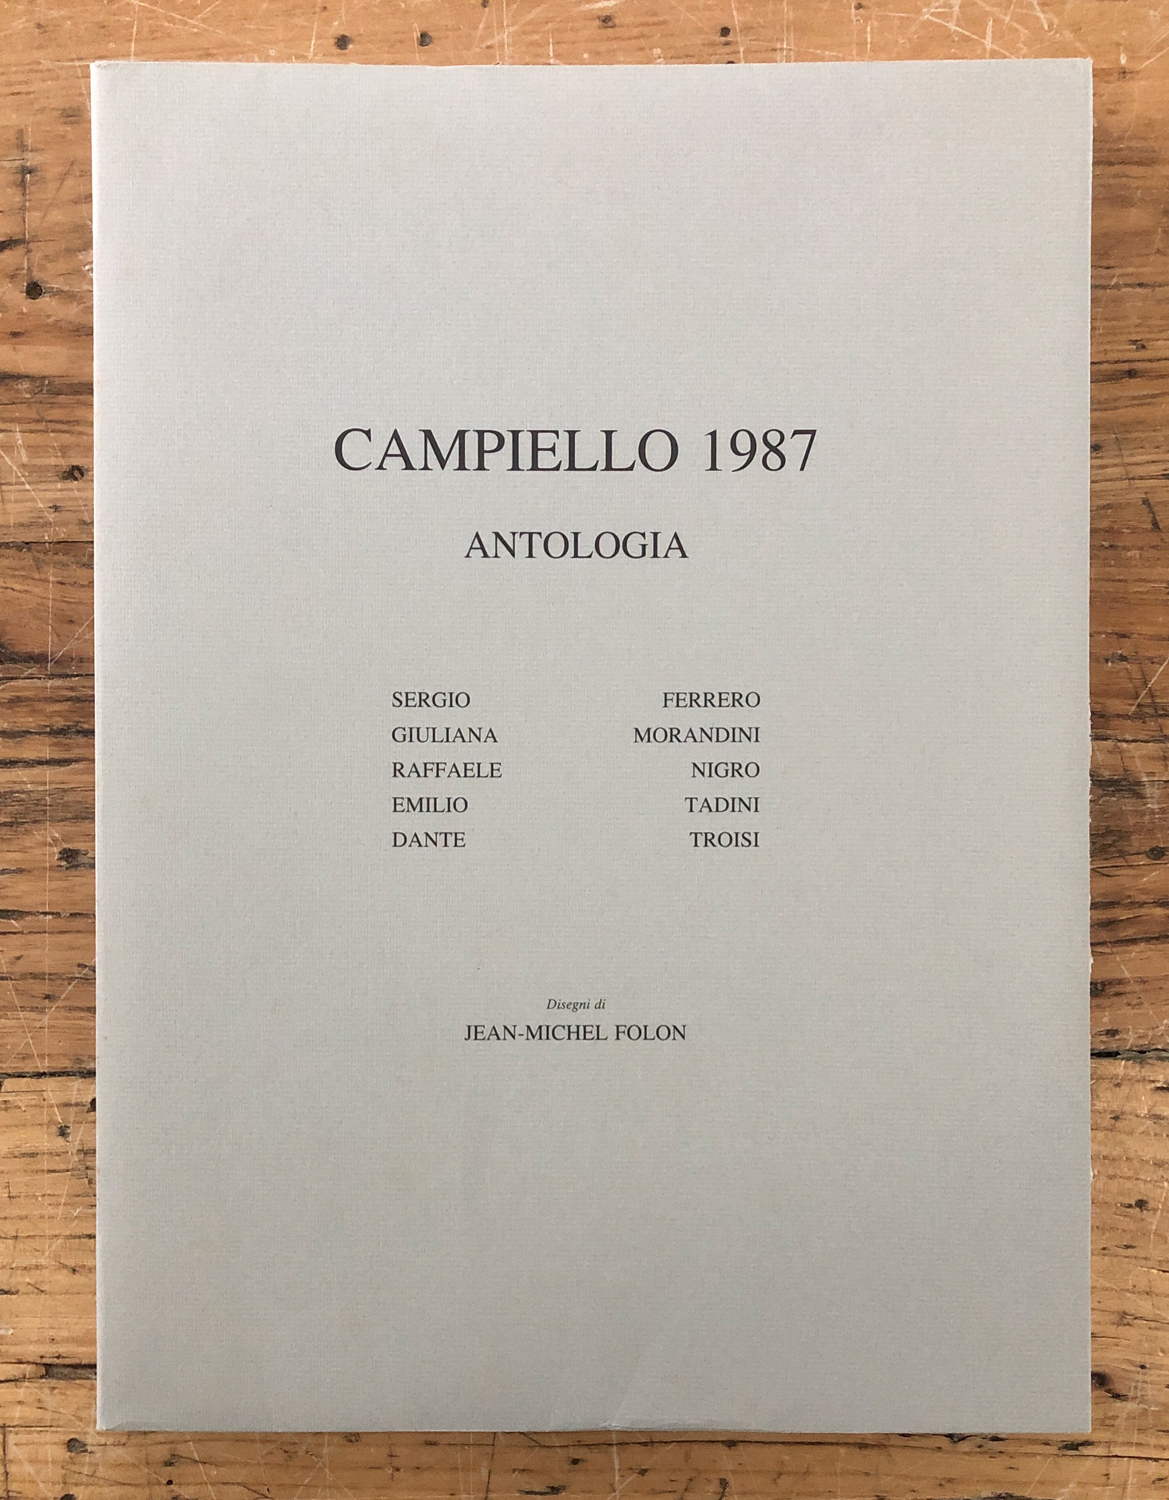 CAMPIELLO 1987
ANTOLOGIA
SERGIO FERRERO
GIULIANA MORANDINI
RAFFAELE NIGRO
EMILIO TADINI
DANTE TROISI
Disegni di
JEAN-MICHEL FOLON